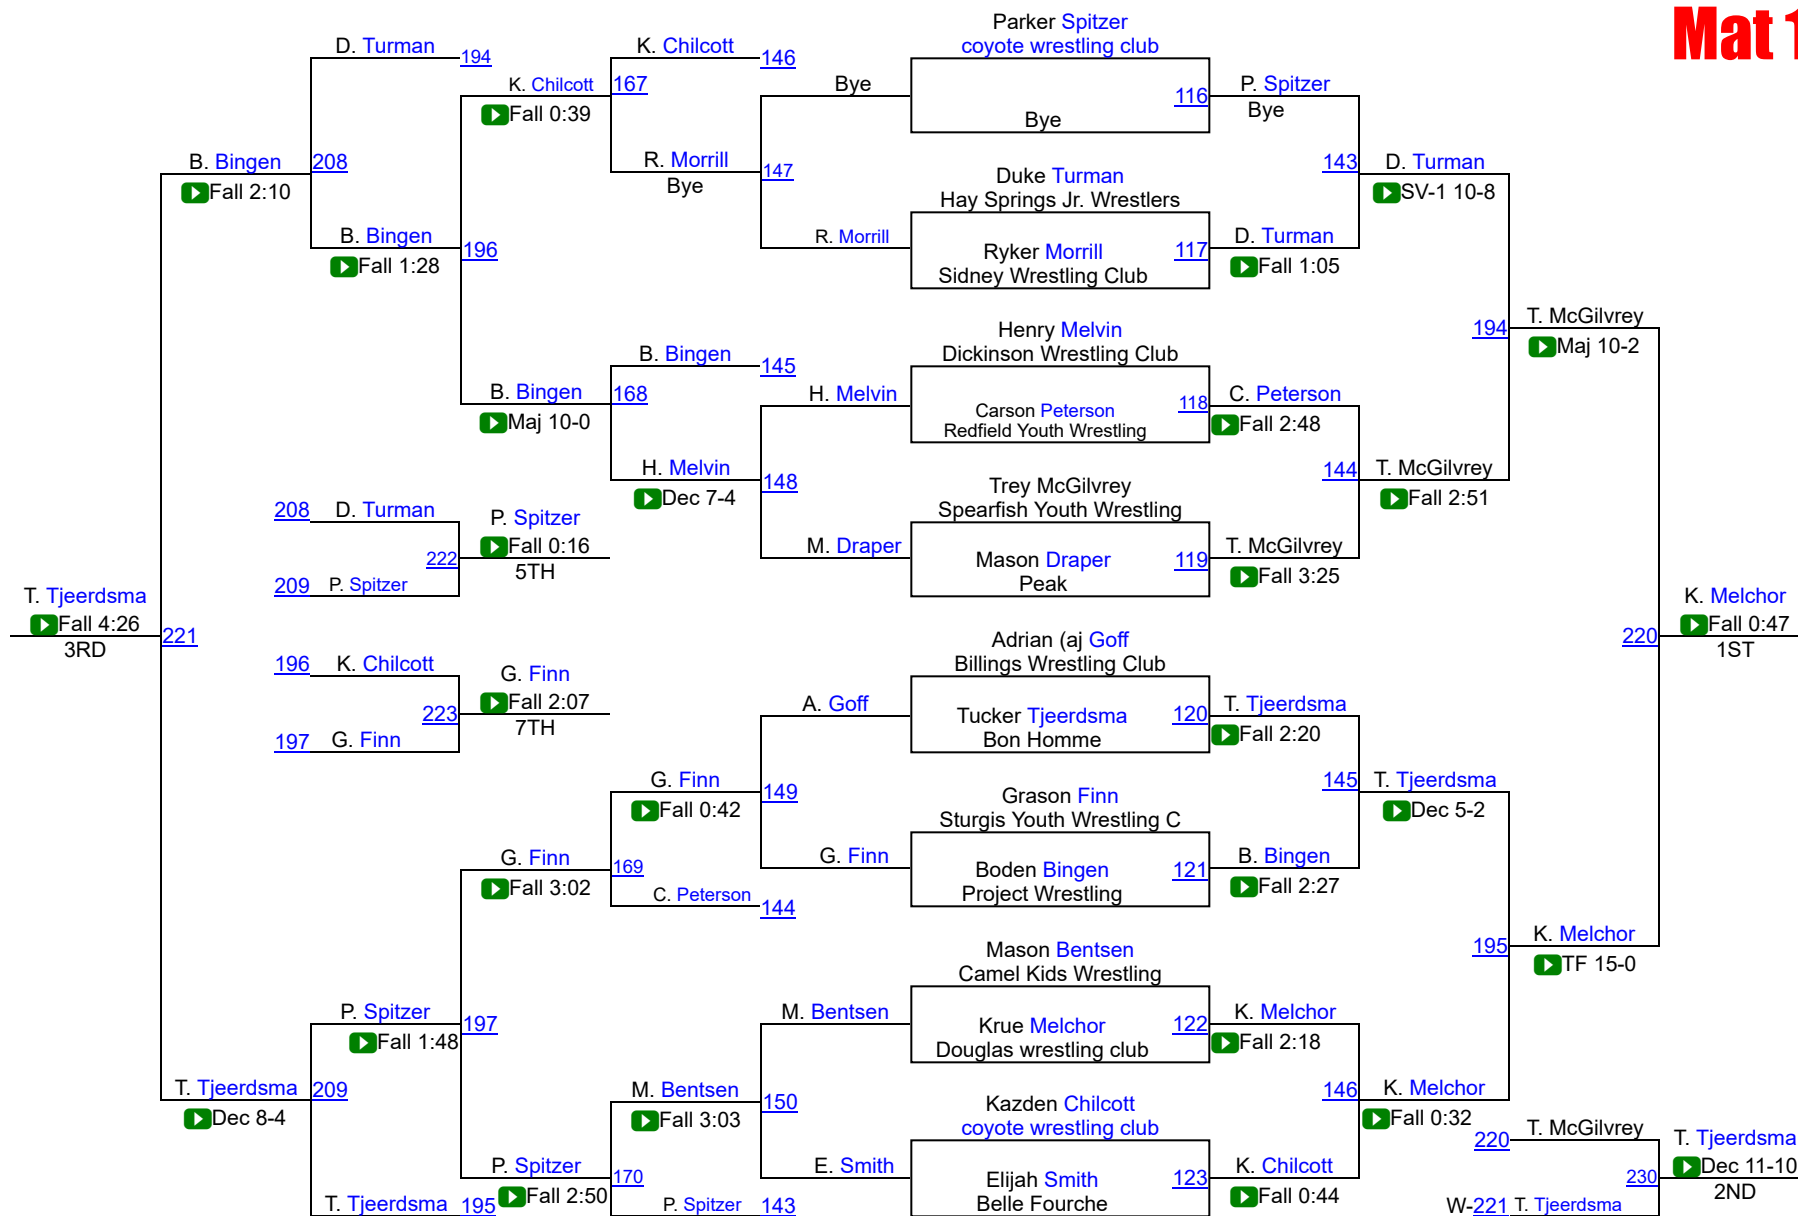 Mat 1
Parker Spitzer
coyote wrestling club
D. Turman
194
K. Chilcott
146
K. Chilcott
167
Fall 0:39
Bye
116
Bye
P. Spitzer
Bye
B. Bingen
208
Fall 2:10
R. Morrill
Bye
147
143
D. Turman
SV-1 10-8
Duke Turman
Hay Springs Jr. Wrestlers
B. Bingen
196
Fall 1:28
R. Morrill
Ryker Morrill
Sidney Wrestling Club
117
D. Turman
Fall 1:05
Henry Melvin
Dickinson Wrestling Club
194
T. McGilvrey
Maj 10-2
B. Bingen
145
B. Bingen
168
Maj 10-0
H. Melvin
Carson Peterson
Redfield Youth Wrestling
118
C. Peterson
Fall 2:48
H. Melvin
148
Dec 7-4
Trey McGilvrey
Spearfish Youth Wrestling
144
T. McGilvrey
Fall 2:51
208
D. Turman
P. Spitzer
Fall 0:16
5TH
222
209
P. Spitzer
M. Draper
Mason Draper
Peak
119
T. McGilvrey
Fall 3:25
T. Tjeerdsma
Fall 4:26
3RD
221
220
K. Melchor
Fall 0:47
1ST
Adrian (aj Goff
Billings Wrestling Club
196
K. Chilcott
G. Finn
Fall 2:07
7TH
223
197
G. Finn
A. Goff
Tucker Tjeerdsma
Bon Homme
120
T. Tjeerdsma
Fall 2:20
G. Finn
149
Fall 0:42
Grason Finn
Sturgis Youth Wrestling C
145
T. Tjeerdsma
Dec 5-2
G. Finn
169
Fall 3:02
G. Finn
Boden Bingen
Project Wrestling
121
B. Bingen
Fall 2:27
C. Peterson
144
Mason Bentsen
Camel Kids Wrestling
195
K. Melchor
TF 15-0
P. Spitzer
197
Fall 1:48
M. Bentsen
Krue Melchor
Douglas wrestling club
122
K. Melchor
Fall 2:18
T. Tjeerdsma
209
Dec 8-4
M. Bentsen
150
Fall 3:03
Kazden Chilcott
coyote wrestling club
146
K. Melchor
Fall 0:32
P. Spitzer
170
Fall 2:50
E. Smith
Elijah Smith
Belle Fourche
123
K. Chilcott
Fall 0:44
220
T. McGilvrey
T. Tjeerdsma
Dec 11-10
2ND
230
T. Tjeerdsma
195
P. Spitzer
143
W-221
T. Tjeerdsma